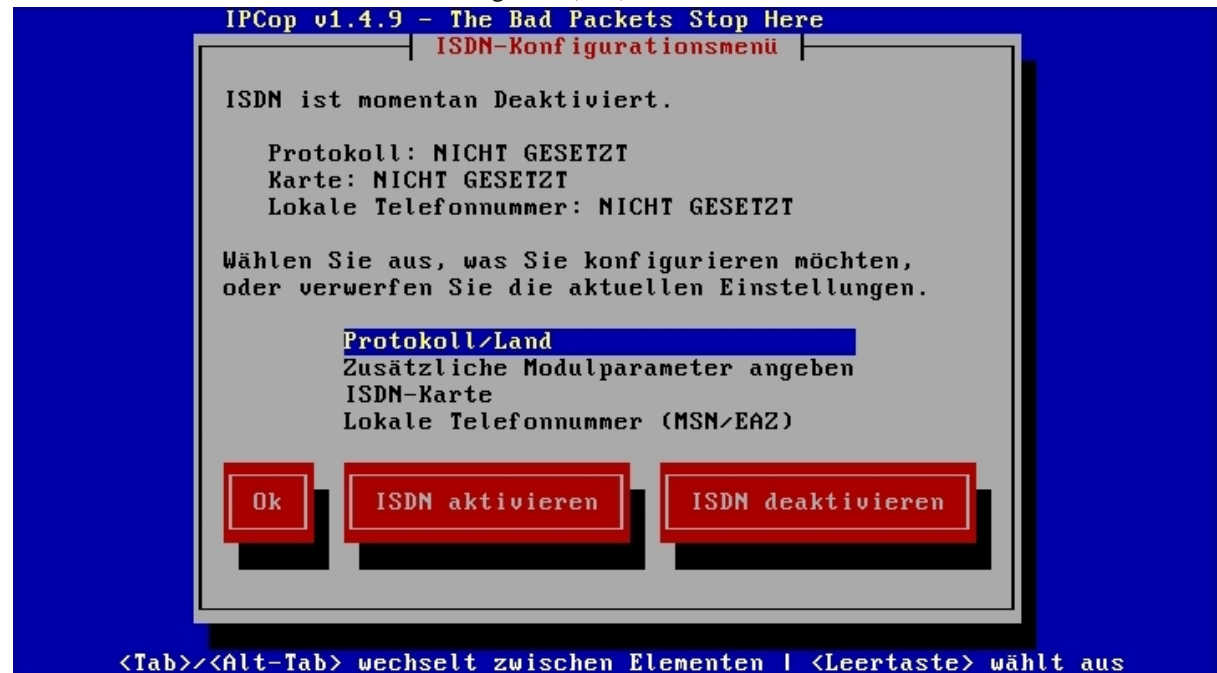 IPCop v1.4.9 - The Bad Packets Stop Here
ISDN-Konfigurationsmenü
ISDN ist momentan Deaktiviert.
Protokoll: NICHT GESETZT
Karte: NICHT GESETZT
Lokale Telefonnummer: NICHT GESETZT
Wählen Sie aus, was Sie konfigurieren möchten,
oder verwerfen Sie die aktuellen Einstellungen.
Protokoll/Land
Zusätzliche Modulparameter angeben
ISDN-Karte
Lokale Telefonnummer (MSN/EAZ)
Ok ISDN aktivieren ISDN deaktivieren
<Tab>/<Alt-Tab> wechselt zwischen Elementen | <Leertaste> wählt aus